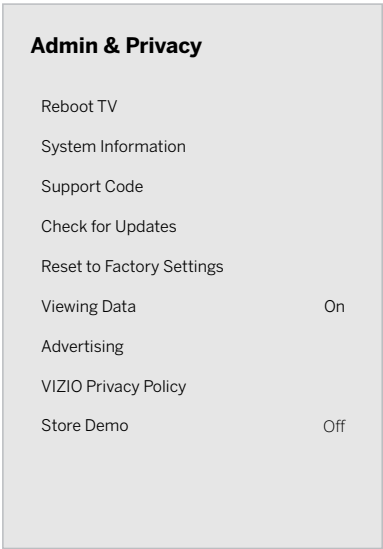 Admin & Privacy
Reboot TV
System Information
Support Code
Check for Updates
Reset to Factory Settings
Viewing Data On
Advertising
VIZIO Privacy Policy
Store Demo Off